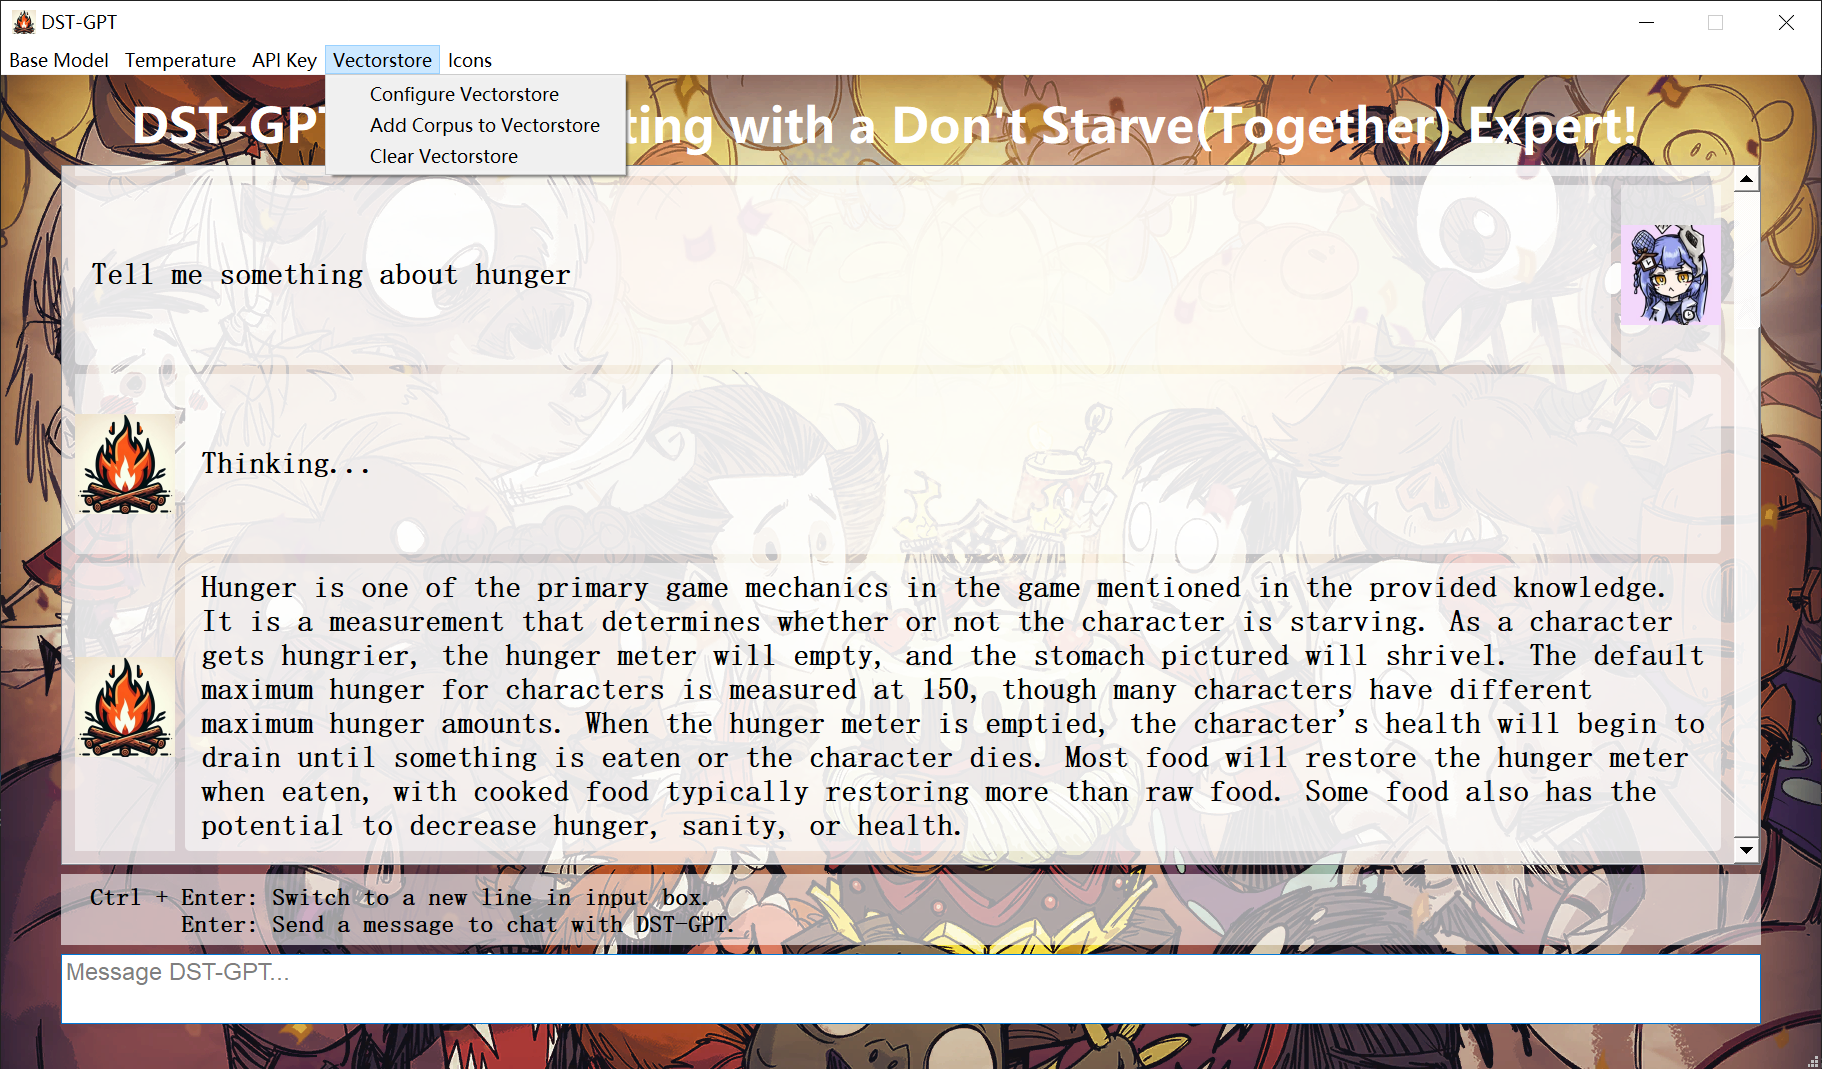 DST-GPT
Base Model Temperature API Key Vectorstore Icons
Configure Vectorstore
Add Corpus to Vectorstore
Clear Vectorstore
DST-GPT ting with a Don't Starve(Together) Expert!
Tell me something about hunger
Thinking...
Hunger is one of the primary game mechanics in the game mentioned in the provided knowledge.
It is a measurement that determines whether or not the character is starving. As a character
gets hungrier, the hunger meter will empty, and the stomach pictured will shrivel. The default
maximum hunger for characters is measured at 150, though many characters have different
maximum hunger amounts. When the hunger meter is emptied, the character's health will begin to
drain until something is eaten or the character dies. Most food will restore the hunger meter
when eaten, with cooked food typically restoring more than raw food. Some food also has the
potential to decrease hunger, sanity, or health.
Ctrl + Enter: Switch to a new line in input box.
Enter: Send a message to chat with DST-GPT.
Message DST-GPT...